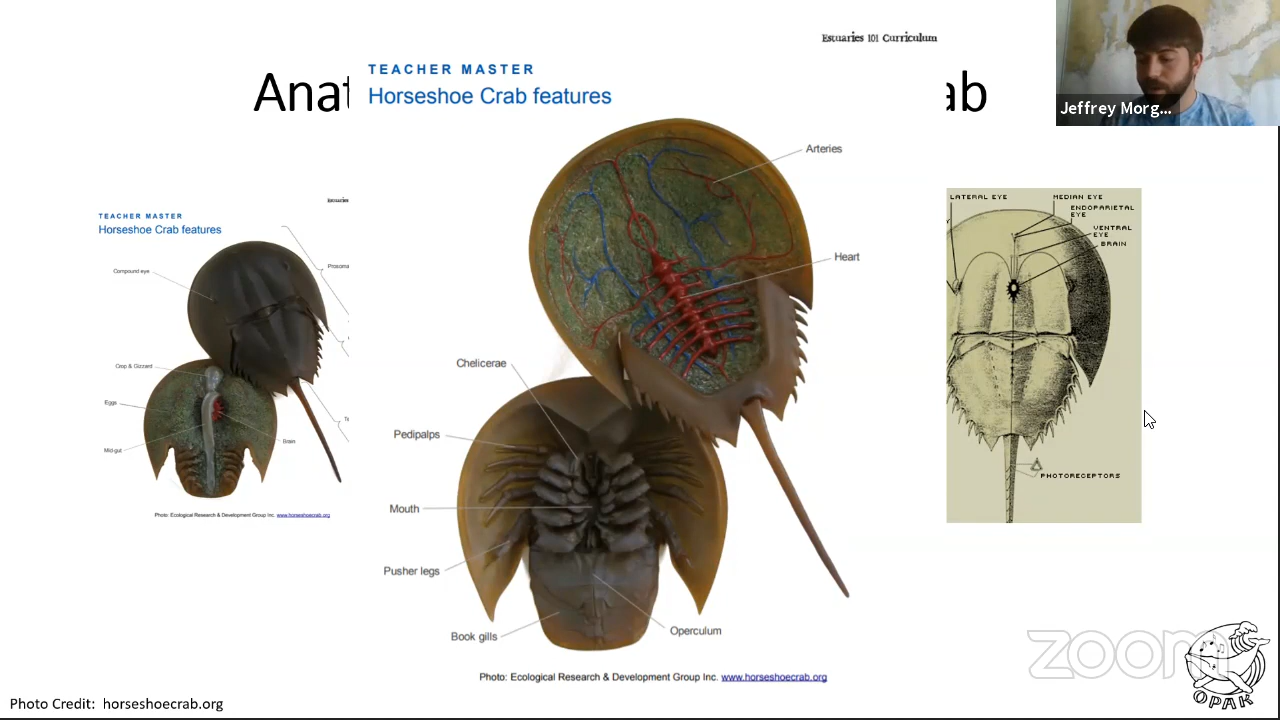 Estuaries 101 Curriculum
TEACHER MASTER
Horseshoe Crab features
Anat
ab
Jeffrey Morg...
Arteries
Heart
Chelicerae
Pedipalps
Mouth
Pusher legs
Book gills
Operculum
Photo: Ecological Research & Development Group Inc. www.horseshoecrab.org
Estuaries
TEACHER MASTER
Horseshoe Crab features
Compound eye
Prosoma
Crop & Gizzard
Eggs
Mid-gut
Brain
Te
Photo: Ecological Research & Development Group Inc. www.horseshoecrab.org
LATERAL EYE
MEDIAN EYE
ENDOPARIETAL
EYE
VENTRAL
EYE
BRAIN
PHOTORECEPTORS
zoom
OPAK
Photo Credit: horseshoecrab.org